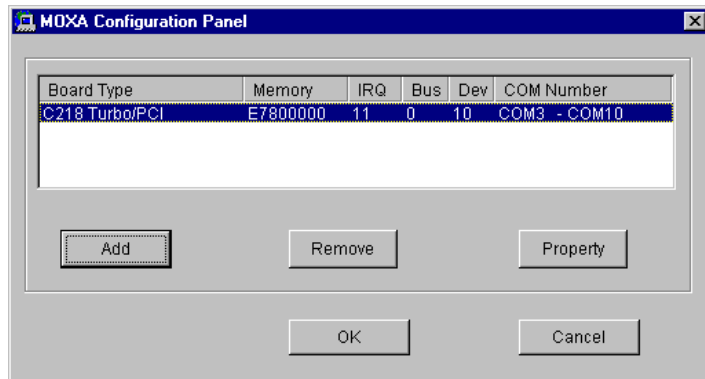 MOXA Configuration Panel
Board Type Memory IRQ Bus Dev COM Number
C218 Turbo/PCI E7800000 11 0 10 COM3 - COM10
Add Remove Property
OK Cancel